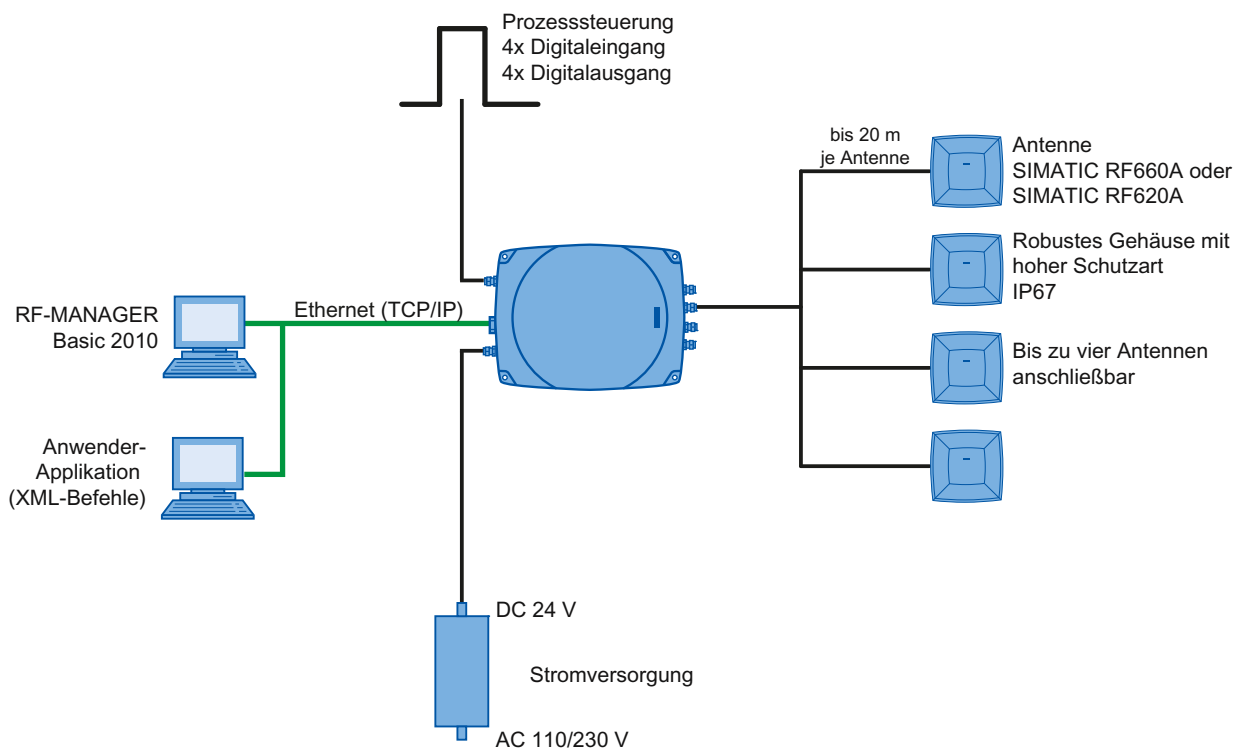 Prozesssteuerung
4x Digitaleingang
4x Digitalausgang
bis 20 m
je Antenne
Antenne
SIMATIC RF660A oder
SIMATIC RF620A
Robustes Gehäuse mit
hoher Schutzart
IP67
RF-MANAGER
Basic 2010
Ethernet (TCP/IP)
Bis zu vier Antennen
anschließbar
Anwender-
Applikation
(XML-Befehle)
DC 24 V
Stromversorgung
AC 110/230 V